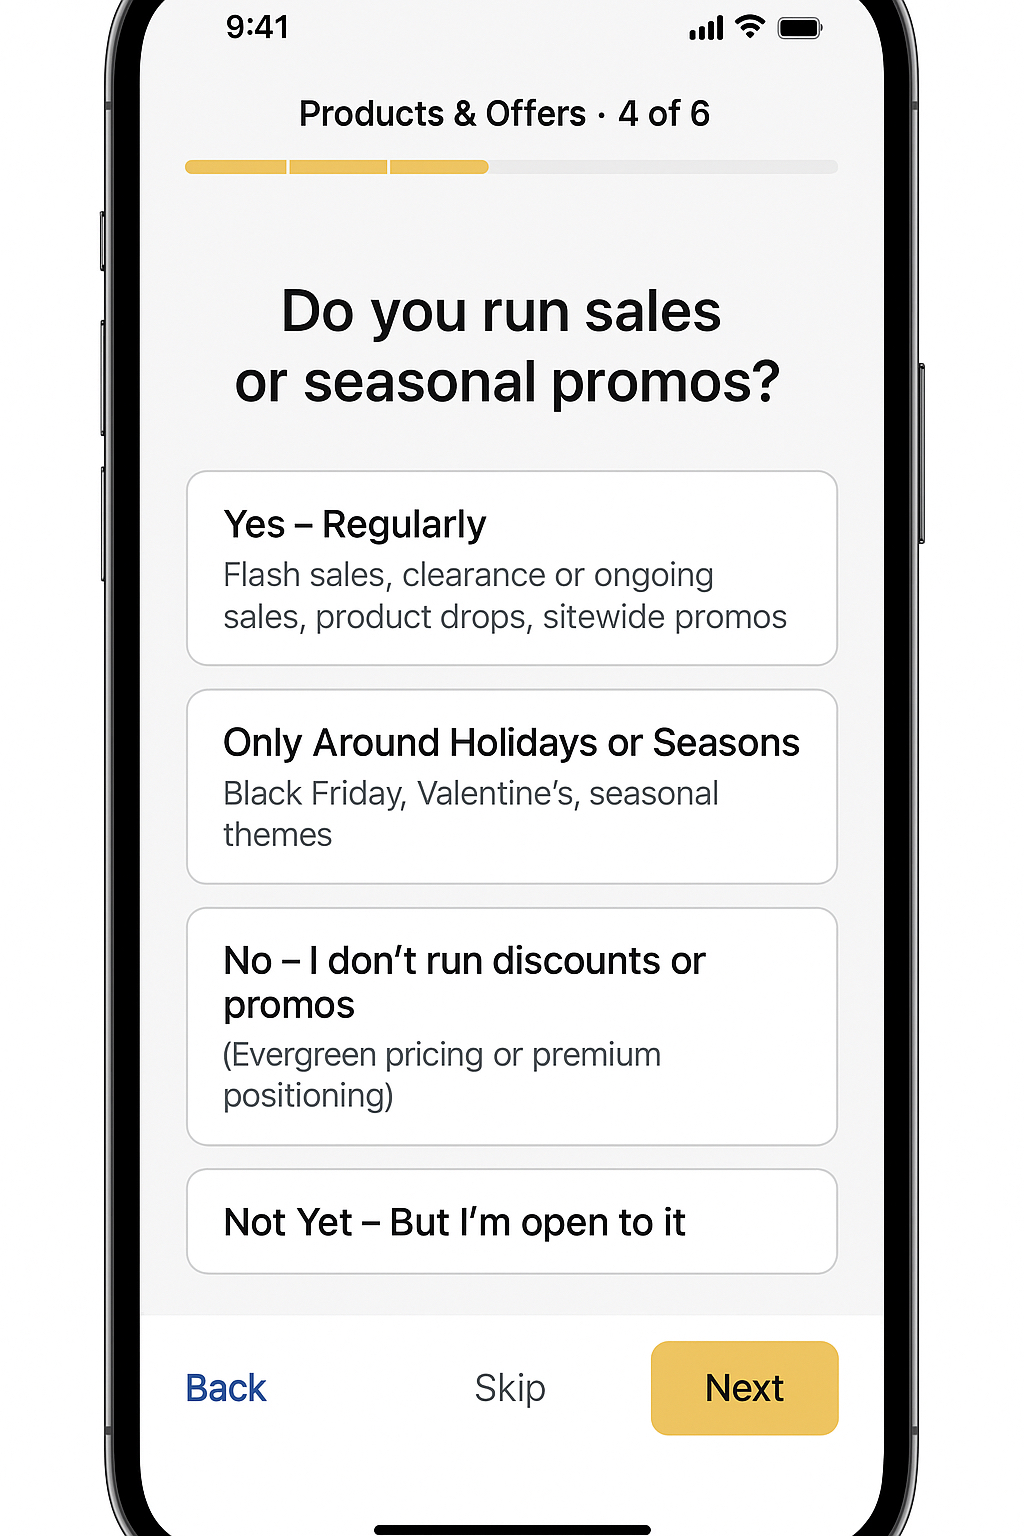 9:41
Products & Offers · 4 of 6
Do you run sales
or seasonal promos?
Yes – Regularly
Flash sales, clearance or ongoing
sales, product drops, sitewide promos
Only Around Holidays or Seasons
Black Friday, Valentine’s, seasonal
themes
No – I don’t run discounts or
promos
(Evergreen pricing or premium
positioning)
Not Yet – But I’m open to it
Back
Skip
Next